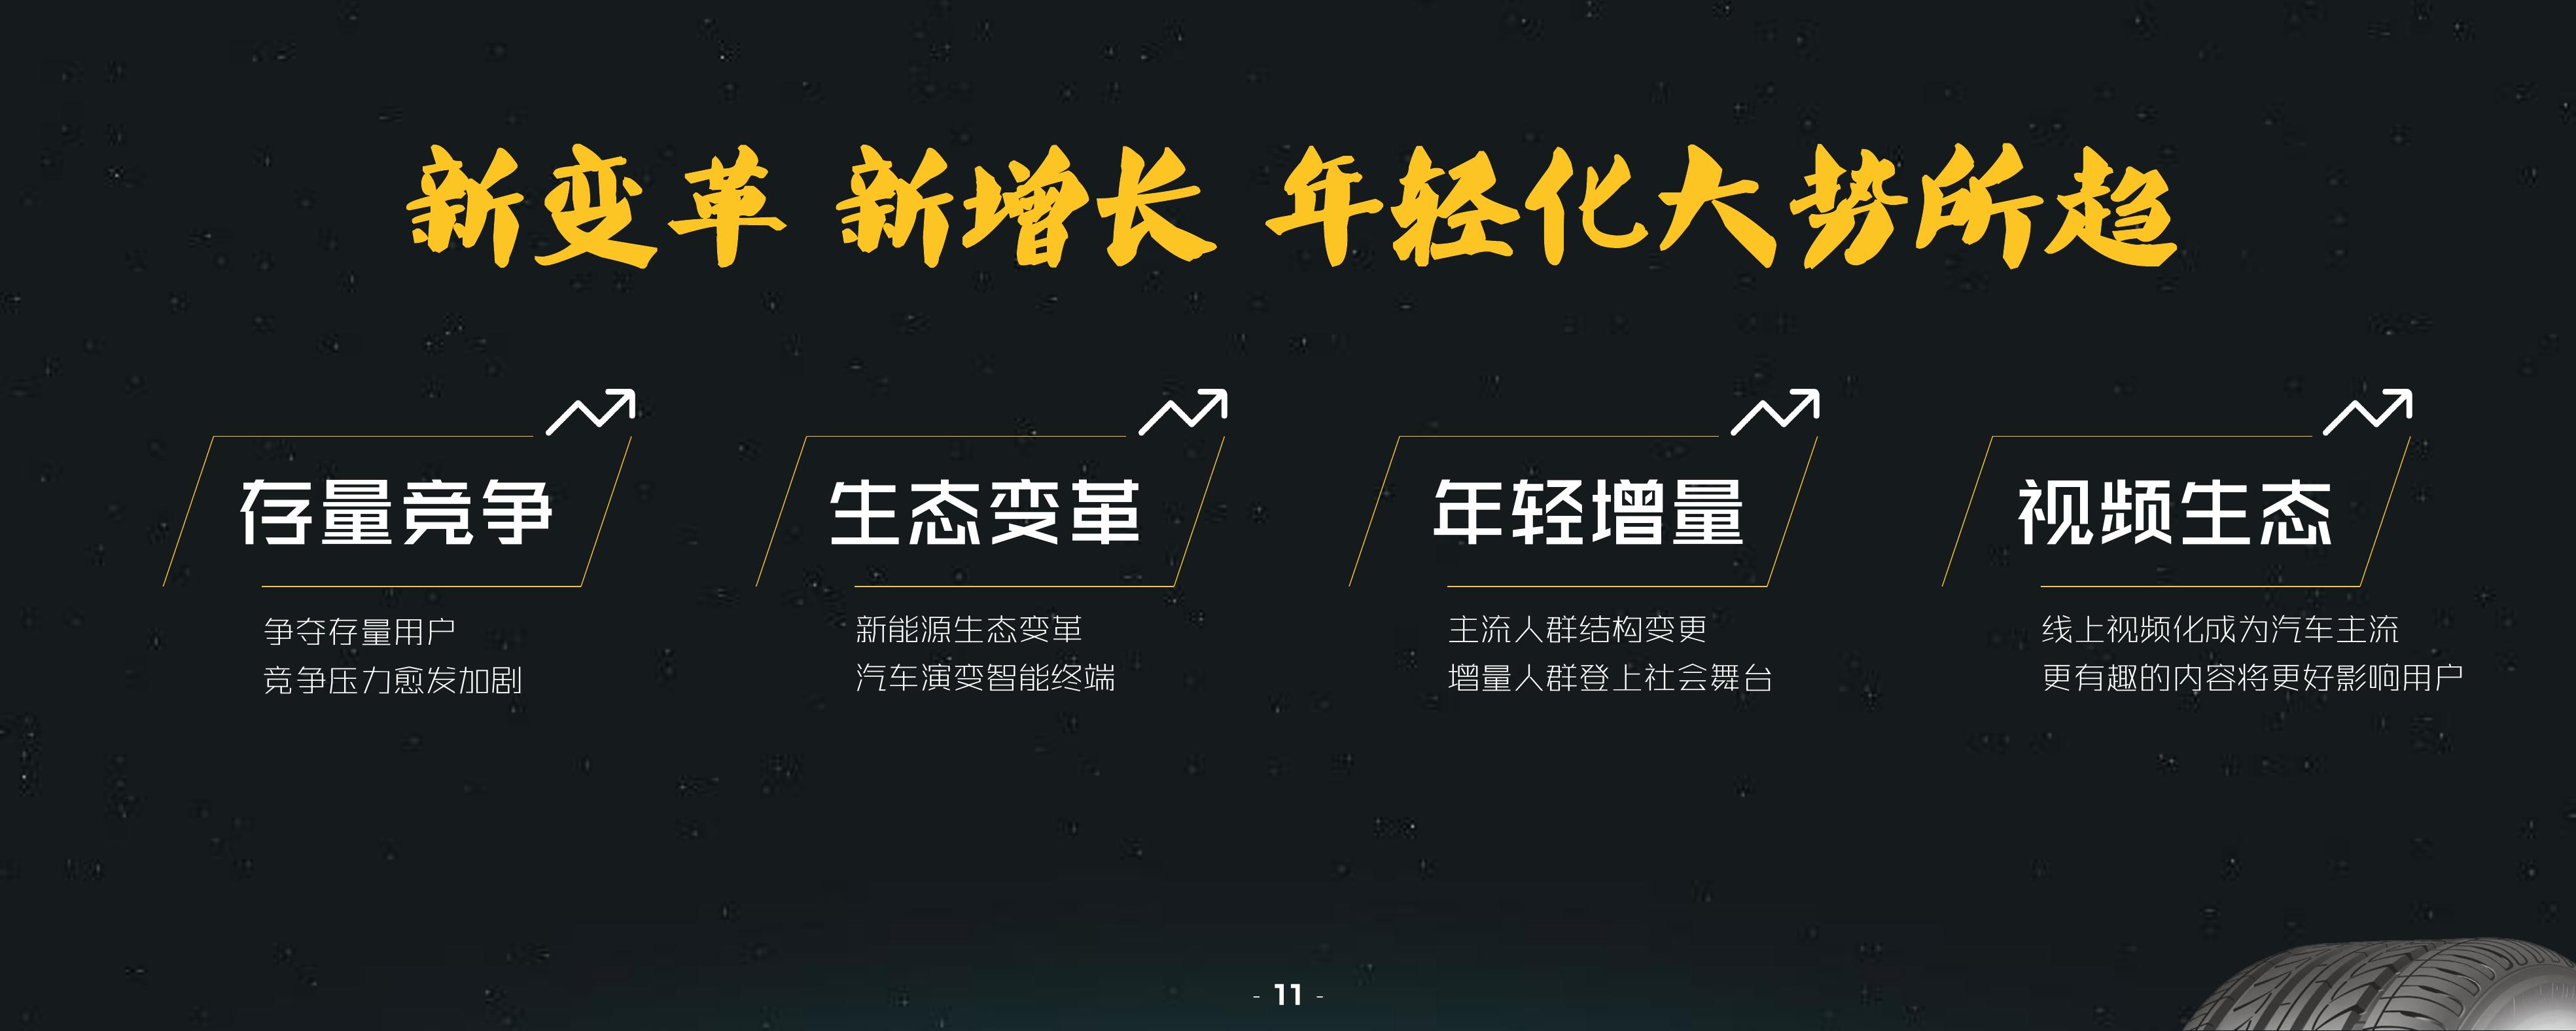 新变革 新增长 年轻化大势所趋
存量竞争
争夺存量用户
竞争压力愈发加剧
生态变革
新能源生态变革
汽车演变智能终端
年轻增量
主流人群结构变更
增量人群登上社会舞台
视频生态
线上视频化成为汽车主流
更有趣的内容将更好影响用户
- 11 -